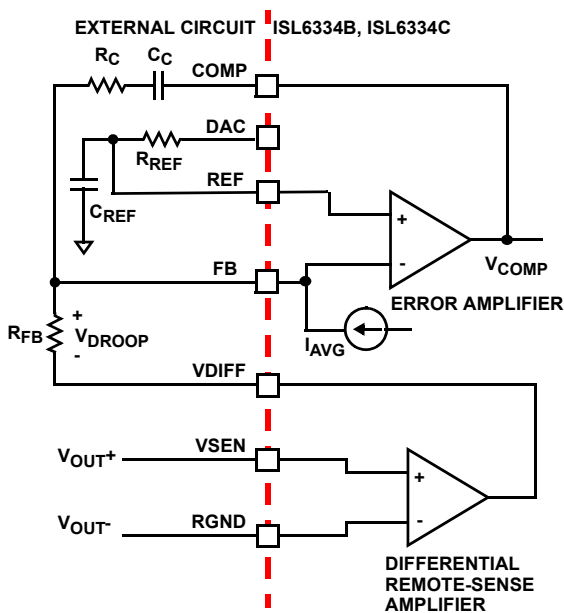 EXTERNAL CIRCUIT ISL6334B, ISL6334C
RC CC COMP
DAC
RREF
REF
CREF
+
-
VCOMP
FB
ERROR AMPLIFIER
RFB
+
VDROOP
-
IAVG
VDIFF
VOUT+ VSEN
+
VOUT- RGND
-
DIFFERENTIAL
REMOTE-SENSE
AMPLIFIER